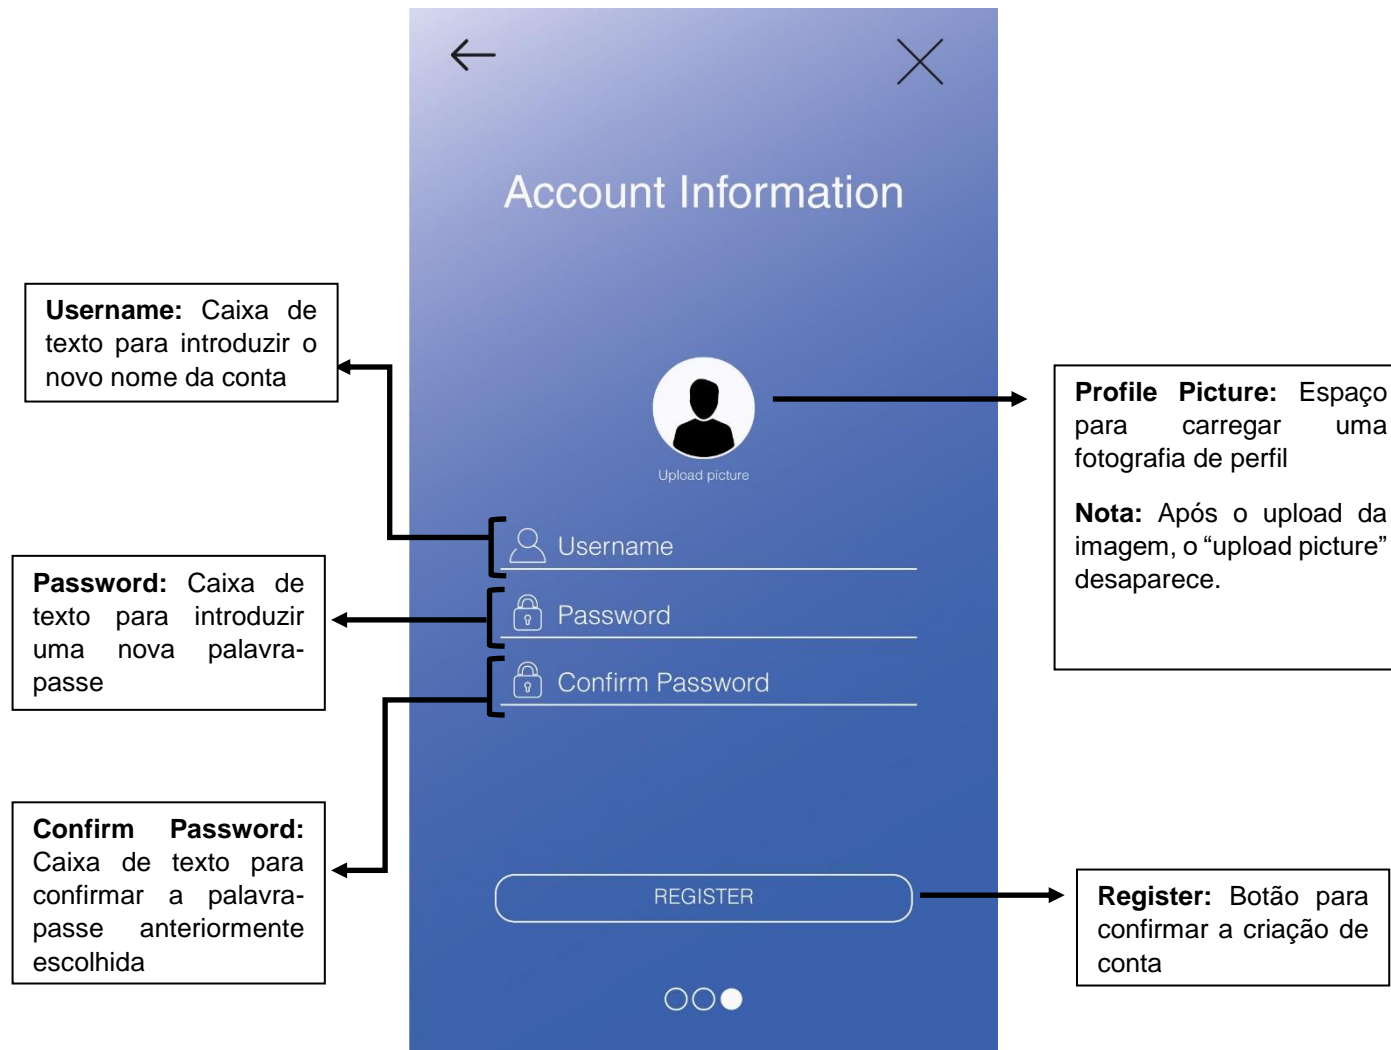 Account Information
Username: Caixa de
texto para introduzir o
novo nome da conta
Profile Picture: Espaço
para carregar uma
fotografia de perfil
Nota: Após o upload da
imagem, o “upload picture”
desaparece.
Upload picture
Username
Password: Caixa de
texto para introduzir
uma nova palavra-
passe
Password
Confirm Password
Confirm Password:
Caixa de texto para
confirmar a palavra-
passe anteriormente
escolhida
REGISTER
Register: Botão para
confirmar a criação de
conta